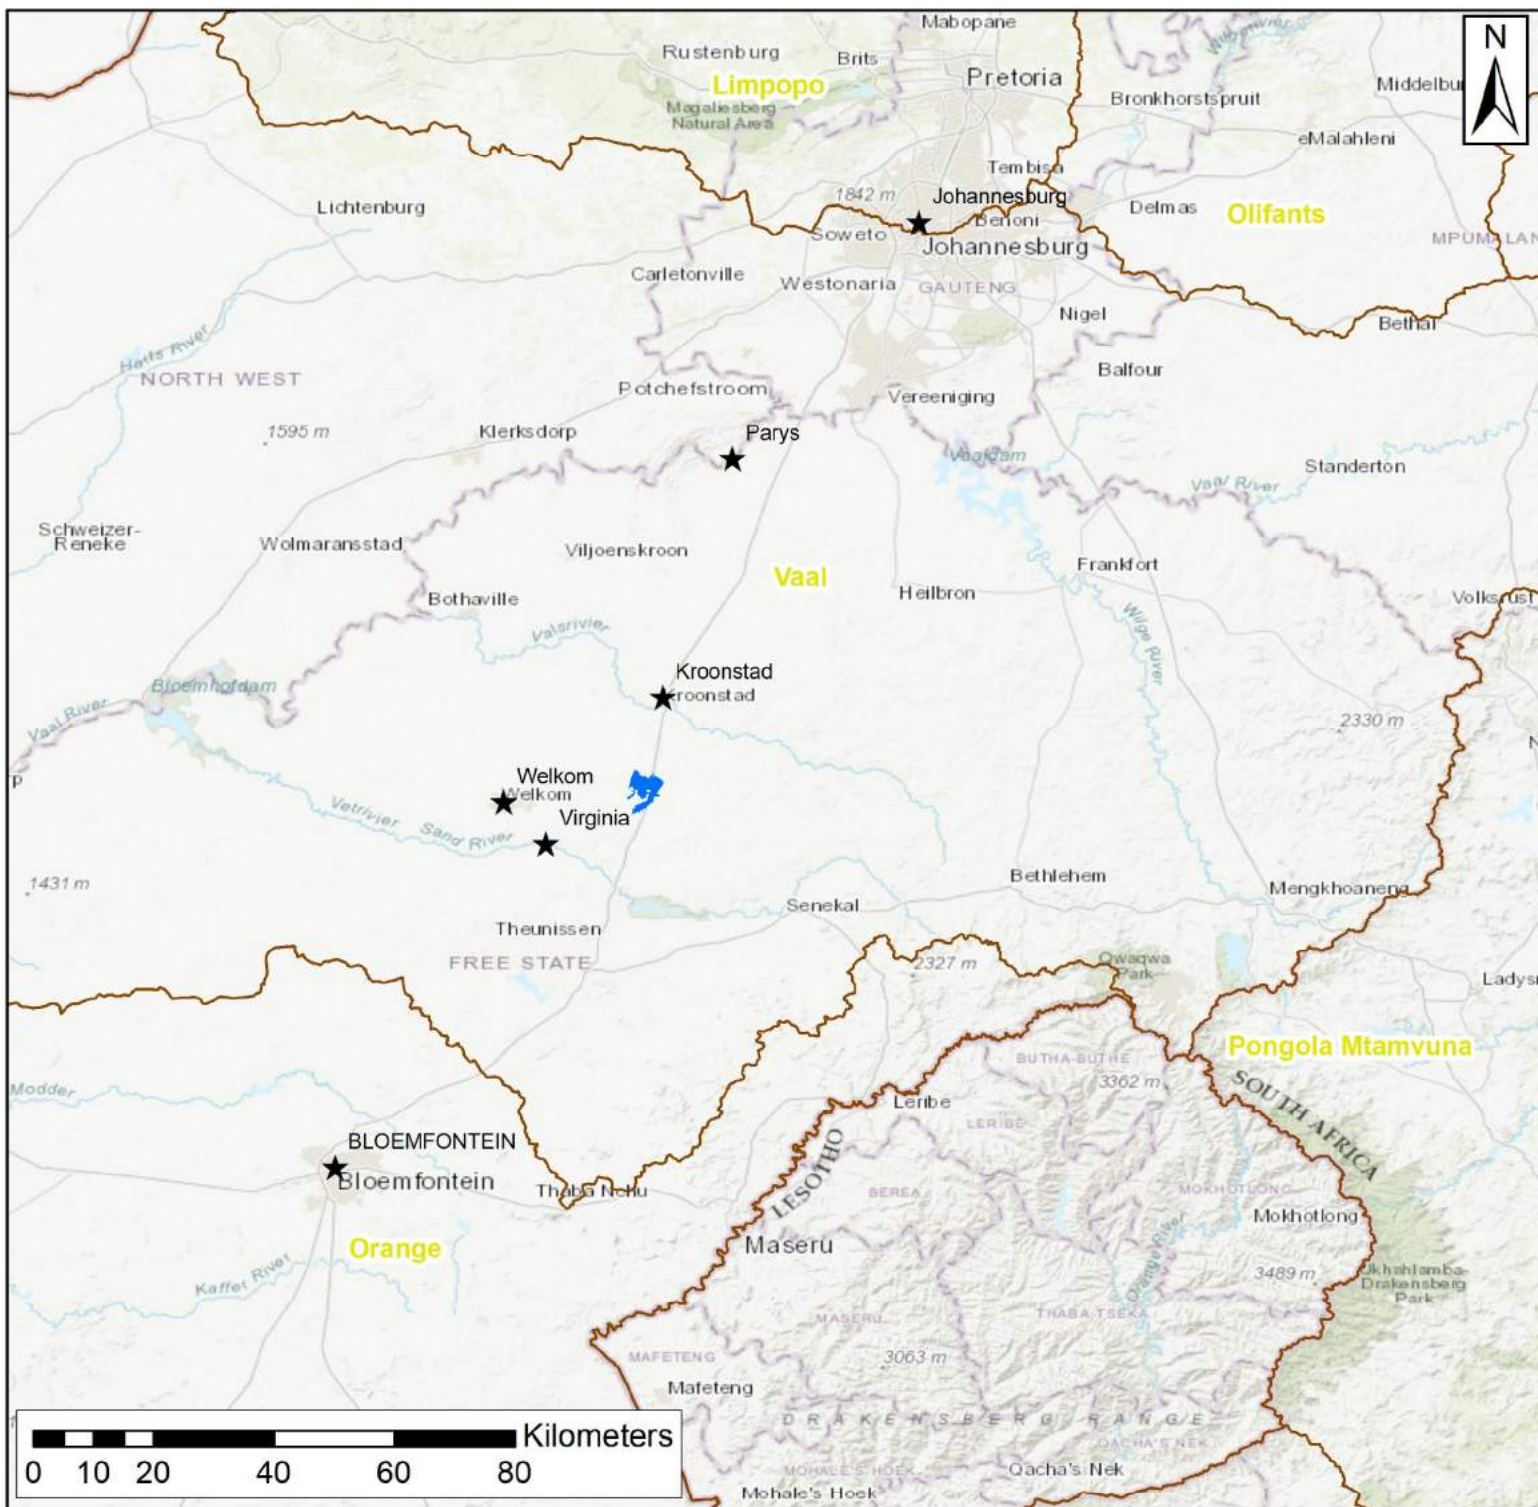 Mabopane
N
Rustenburg
Brits
Pretoria
Limpopo
Magaliesberg
Natural Area
Bronkhorstspruit
Middelbu
eMalahleni
Tembisa
1842 m
Johannesburg
Lichtenburg
Benoni
Delmas
Olifants
Soweto
Johannesburg
MPUMALAN
Carletonville
Westonaria
GAUTENG
Nigel
Bethal
Harts River
NORTH WEST
Balfour
Potchefstroom
Vereeniging
1595 m
Klerksdorp
Parys
Vaaldam
Standerton
Vaal River
Schweizer-
Reneke
Wolmaransstad
Viljoenskroon
Vaal
Frankfort
Bothaville
Heilbron
Volksrust
Valsrivier
Wilge River
Kroonstad
Kroonstad
Bloemhofdam
Vaal River
2330 m
N
p
Welkom
Welkom
Vetrivier
Sand River
Virginia
1431 m
Bethlehem
Mengkhoaneng
Senekal
Theunissen
FREE STATE
2327 m
Qwaqwa
Park
Ladys
Pongola Mtamvuna
BUTHA-BUTHE
3362 m
SOUTH AFRICA
Modder
Leribe
LERIBE
BLOEMFONTEIN
Bloemfontein
Thaba Nchu
LESOTHO
BEREA
MOKHOTLONG
Mokhotlong
Orange
Maseru
Orange River
Kaffer River
3489 m
Ukhahlamba-
Drakensberg
Park
MASERU
THABA-TSEKA
MAFETENG
3063 m
Mafeteng
DRAKENSBERG RANGE
QACHA'S NEK
Kilometers
0 10 20 40 60 80
MOHALE'S HOEK
Qacha's Nek
Mohale's Hoek